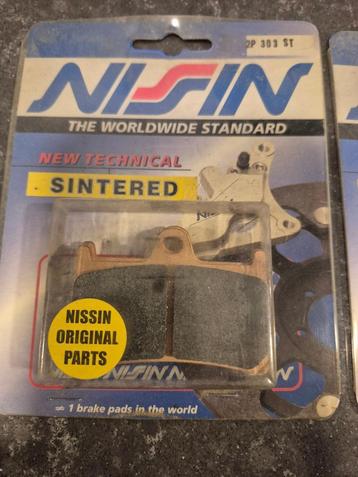 2P 303 ST
NISSIN
THE WORLDWIDE STANDARD
NEW TECHNICAL
SINTERED
NISSIN
ORIGINAL
PARTS
NISSIN
≠ 1 brake pads in the world